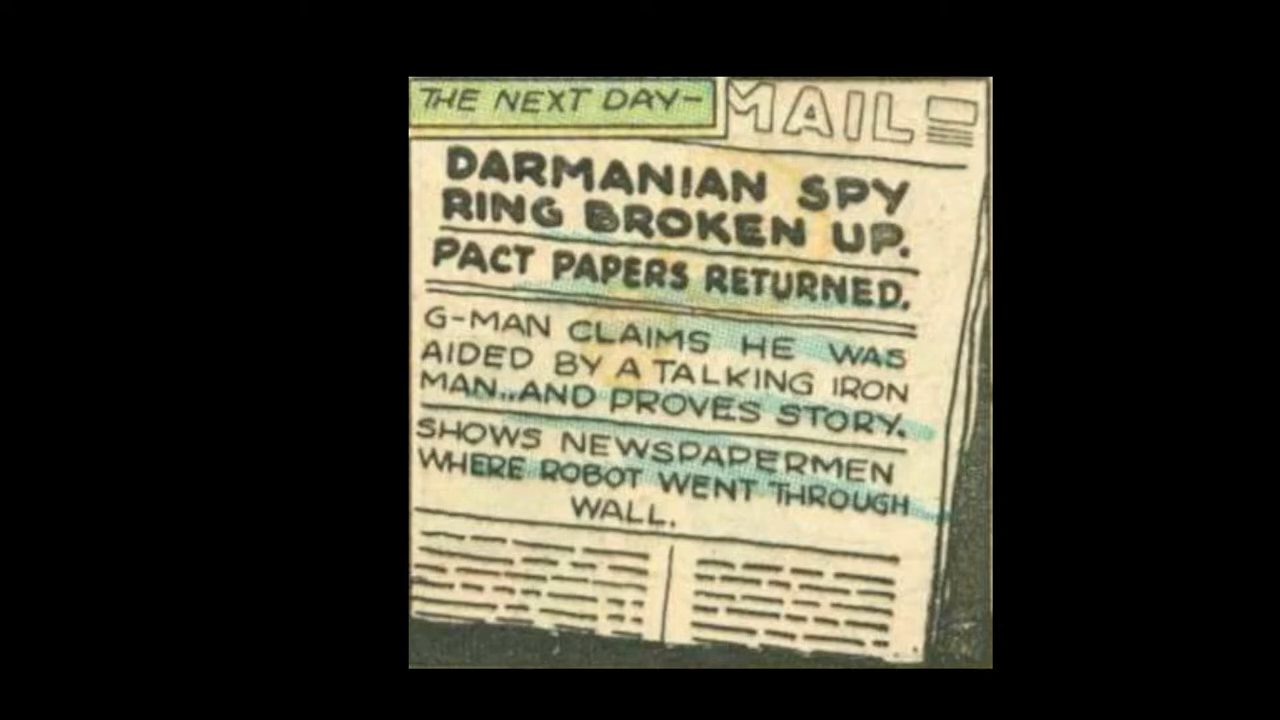 THE NEXT DAY-
MAIL
DARMANIAN SPY
RING BROKEN UP.
PACT PAPERS RETURNED.
G-MAN CLAIMS HE WAS
AIDED BY A TALKING IRON
MAN..AND PROVES STORY.
SHOWS NEWSPAPERMEN
WHERE ROBOT WENT THROUGH
WALL.